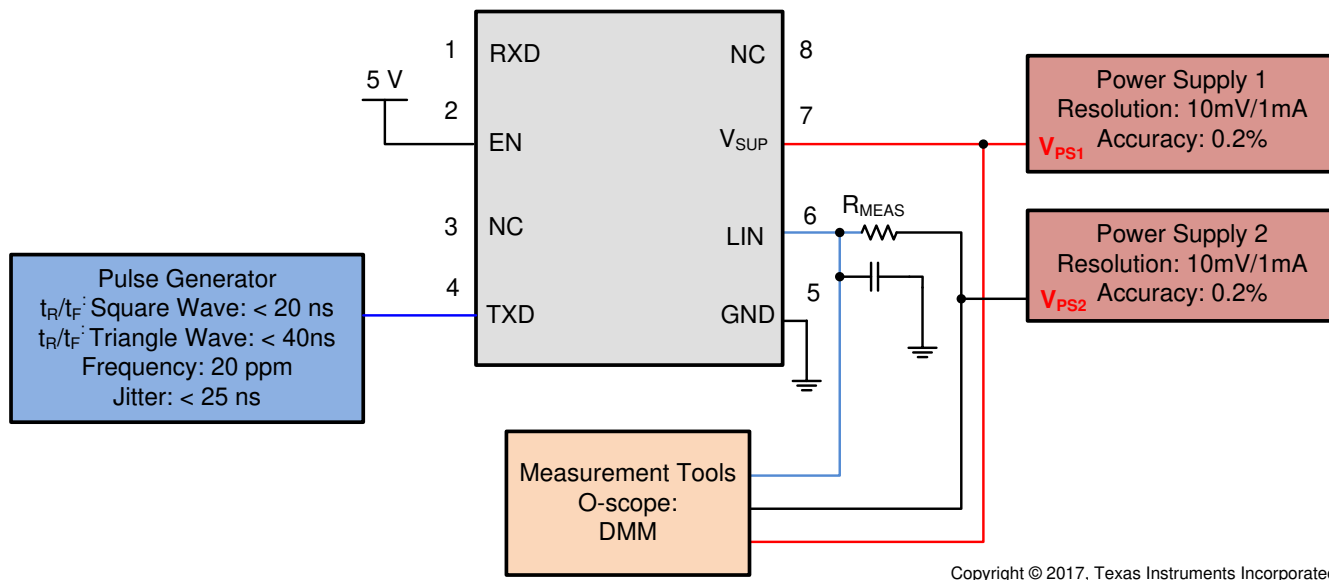 1
RXD
NC
8
5 V
2
EN
7
VSUP
3
NC
6
LIN
RMEAS
4
TXD
5
GND
Power Supply 1
Resolution: 10mV/1mA
Accuracy: 0.2%
VPS1
Power Supply 2
Resolution: 10mV/1mA
Accuracy: 0.2%
VPS2
Pulse Generator
tR/tF: Square Wave: < 20 ns
tR/tF: Triangle Wave: < 40ns
Frequency: 20 ppm
Jitter: < 25 ns
Measurement Tools
O-scope:
DMM
Copyright © 2017, Texas Instruments Incorporated